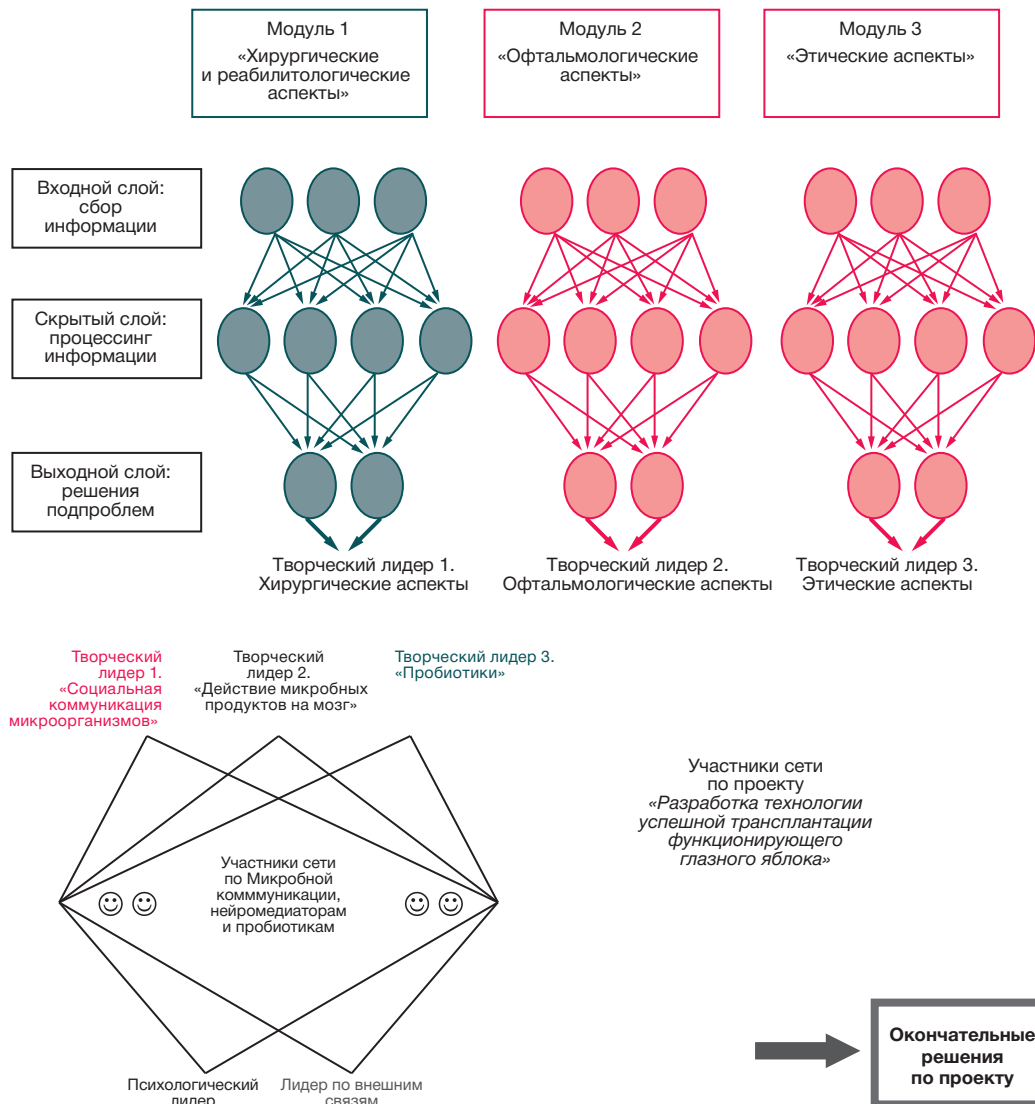 Модуль 1
«Хирургические
и реабилитологические
аспекты»
Модуль 2
«Офтальмологические
аспекты»
Модуль 3
«Этические аспекты»
Входной слой:
сбор
информации
Скрытый слой:
процессинг
информации
Выходной слой:
решения
подпроблем
Творческий лидер 1.
Хирургические аспекты
Творческий лидер 2.
Офтальмологические аспекты
Творческий лидер 3.
Этические аспекты
Творческий
лидер 1.
«Социальная
коммуникация
микроорганизмов»
Творческий
лидер 2.
«Действие микробных
продуктов на мозг»
Творческий лидер 3.
«Пробиотики»
Участники сети
по Микробной
комммуникации,
нейромедиаторам
и пробиотикам
Участники сети
по проекту
«Разработка технологии
успешной трансплантации
функционирующего
глазного яблока»
Психологический
лидер
Лидер по внешним
связям
Окончательные
решения
по проекту